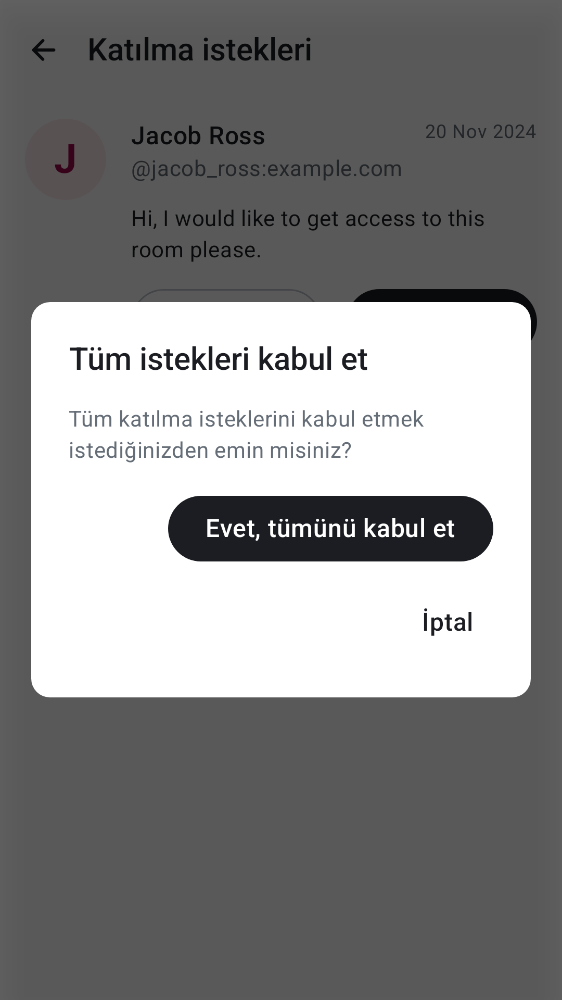 Katılma istekleri
J
Jacob Ross
20 Nov 2024
@jacob_ross:example.com
Hi, I would like to get access to this
room please.
Tüm istekleri kabul et
Tüm katılma isteklerini kabul etmek
istediğinizden emin misiniz?
Evet, tümünü kabul et
İptal